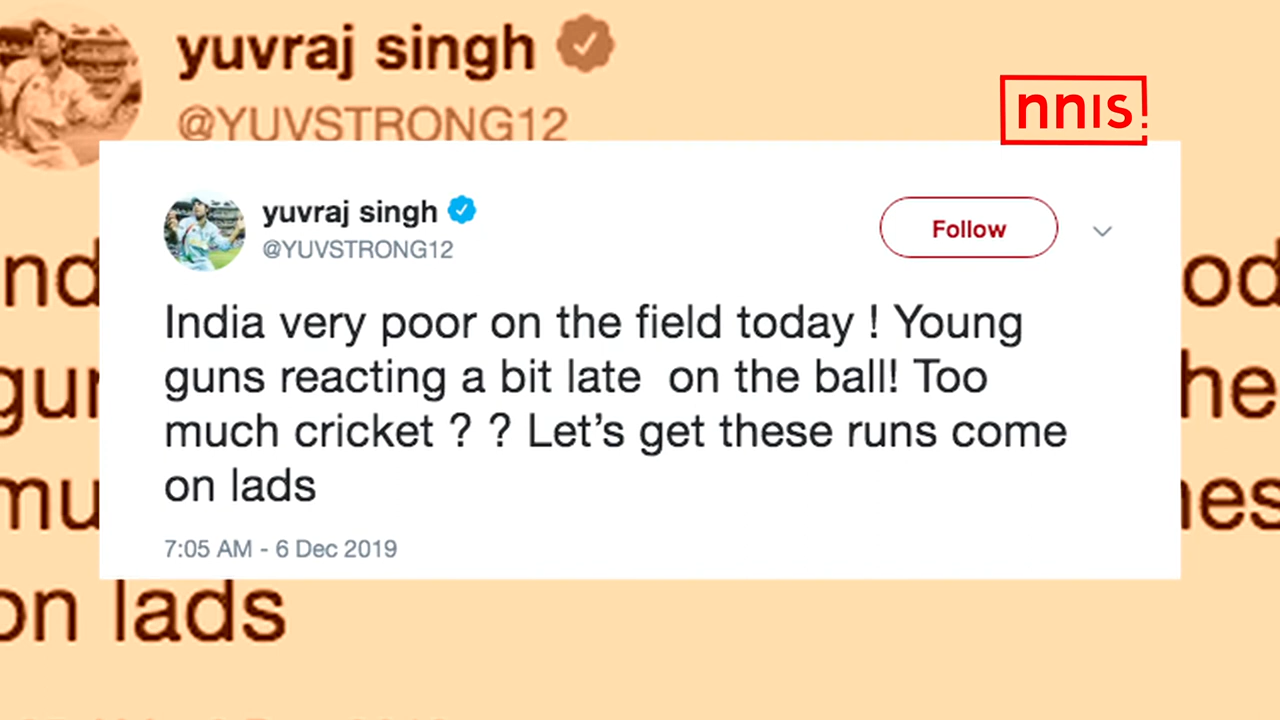 yuvraj singh
@YUVSTRONG12
nnis!
yuvraj singh
@YUVSTRONG12
Follow
India very poor on the field today ! Young
guns reacting a bit late  on the ball! Too
much cricket ? ? Let’s get these runs come
on lads
7:05 AM - 6 Dec 2019
on lads